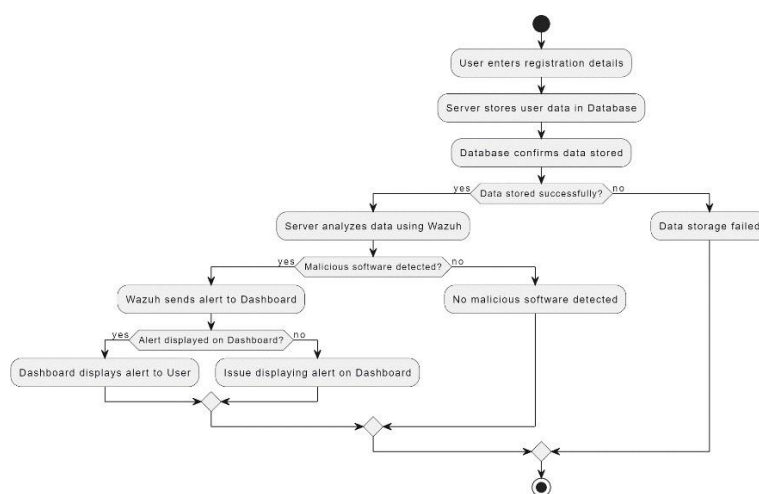 User enters registration details
Server stores user data in Database
Database confirms data stored
yes
Data stored successfully?
no
Server analyzes data using Wazuh
Data storage failed
yes
Malicious software detected?
no
Wazuh sends alert to Dashboard
No malicious software detected
yes
Alert displayed on Dashboard?
no
Dashboard displays alert to User
Issue displaying alert on Dashboard